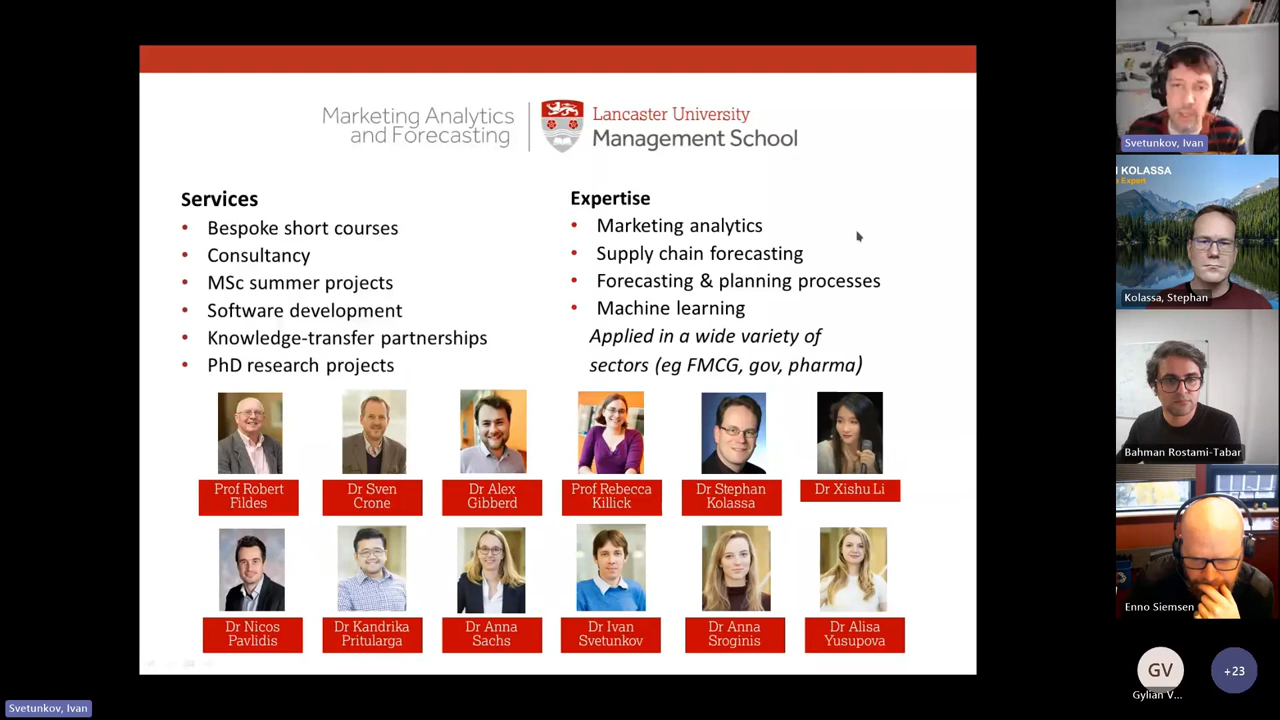 Marketing Analytics
and Forecasting
Lancaster University
Management School
Services
• Bespoke short courses
• Consultancy
• MSc summer projects
• Software development
• Knowledge-transfer partnerships
• PhD research projects
Expertise
• Marketing analytics
• Supply chain forecasting
• Forecasting & planning processes
• Machine learning
Applied in a wide variety of
sectors (eg FMCG, gov, pharma)
Prof Robert
Fildes
Dr Sven
Crone
Dr Alex
Gibberd
Prof Rebecca
Killick
Dr Stephan
Kolassa
Dr Xishu Li
Dr Nicos
Pavlidis
Dr Kandrika
Pritularga
Dr Anna
Sachs
Dr Ivan
Svetunkov
Dr Anna
Sroginis
Dr Alisa
Yusupova
Svetunkov, Ivan
KOLASSA
Expert
Kolassa, Stephan
Bahman Rostami-Tabar
Enno Siemsen
GV
Gylian V...
+23
Svetunkov, Ivan